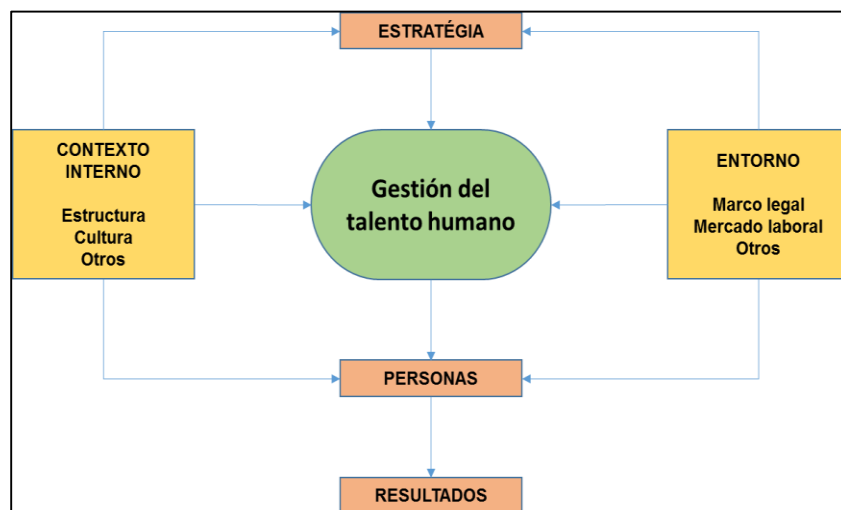 ESTRATÉGIA
CONTEXTO
INTERNO
Estructura
Cultura
Otros
Gestión del
talento humano
ENTORNO
Marco legal
Mercado laboral
Otros
PERSONAS
RESULTADOS